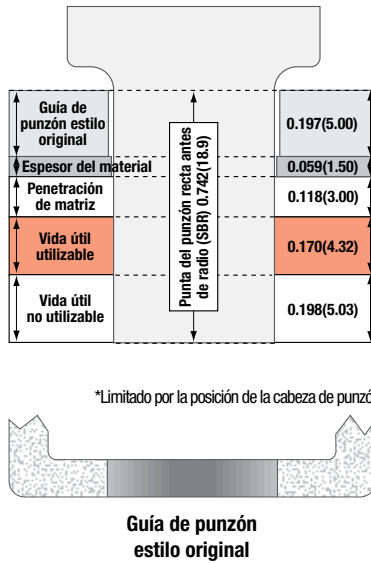 Guía de
punzón estilo
original
0.197(5.00)
Espesor del material
0.059(1.50)
Penetración
de matriz
0.118(3.00)
Vida útil
utilizable
0.170(4.32)
Vida útil
no utilizable
0.198(5.03)
Punta del punzón recta antes
de radio (SBR) 0.742(18.9)
*Limitado por la posición de la cabeza de punzó
Guía de punzón
estilo original